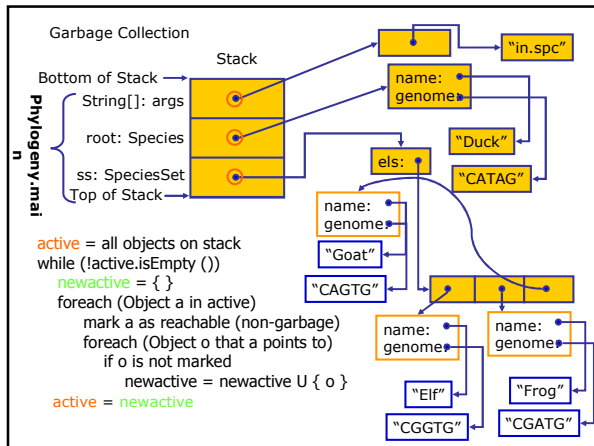 Garbage Collection
Stack
Bottom of Stack
String[]: args
root: Species
ss: SpeciesSet
Top of Stack
Phylogeny.mai
n
"in.spc"
name:
genome:
"Duck"
"CATAG"
els:
name:
genome:
"Goat"
"CAGTG"
name:
genome:
"Elf"
"CGGTG"
name:
genome:
"Frog"
"CGATG"
active = all objects on stack
while (!active.isEmpty ())
newactive = { }
foreach (Object a in active)
mark a as reachable (non-garbage)
foreach (Object o that a points to)
if o is not marked
newactive = newactive U { o }
active = newactive